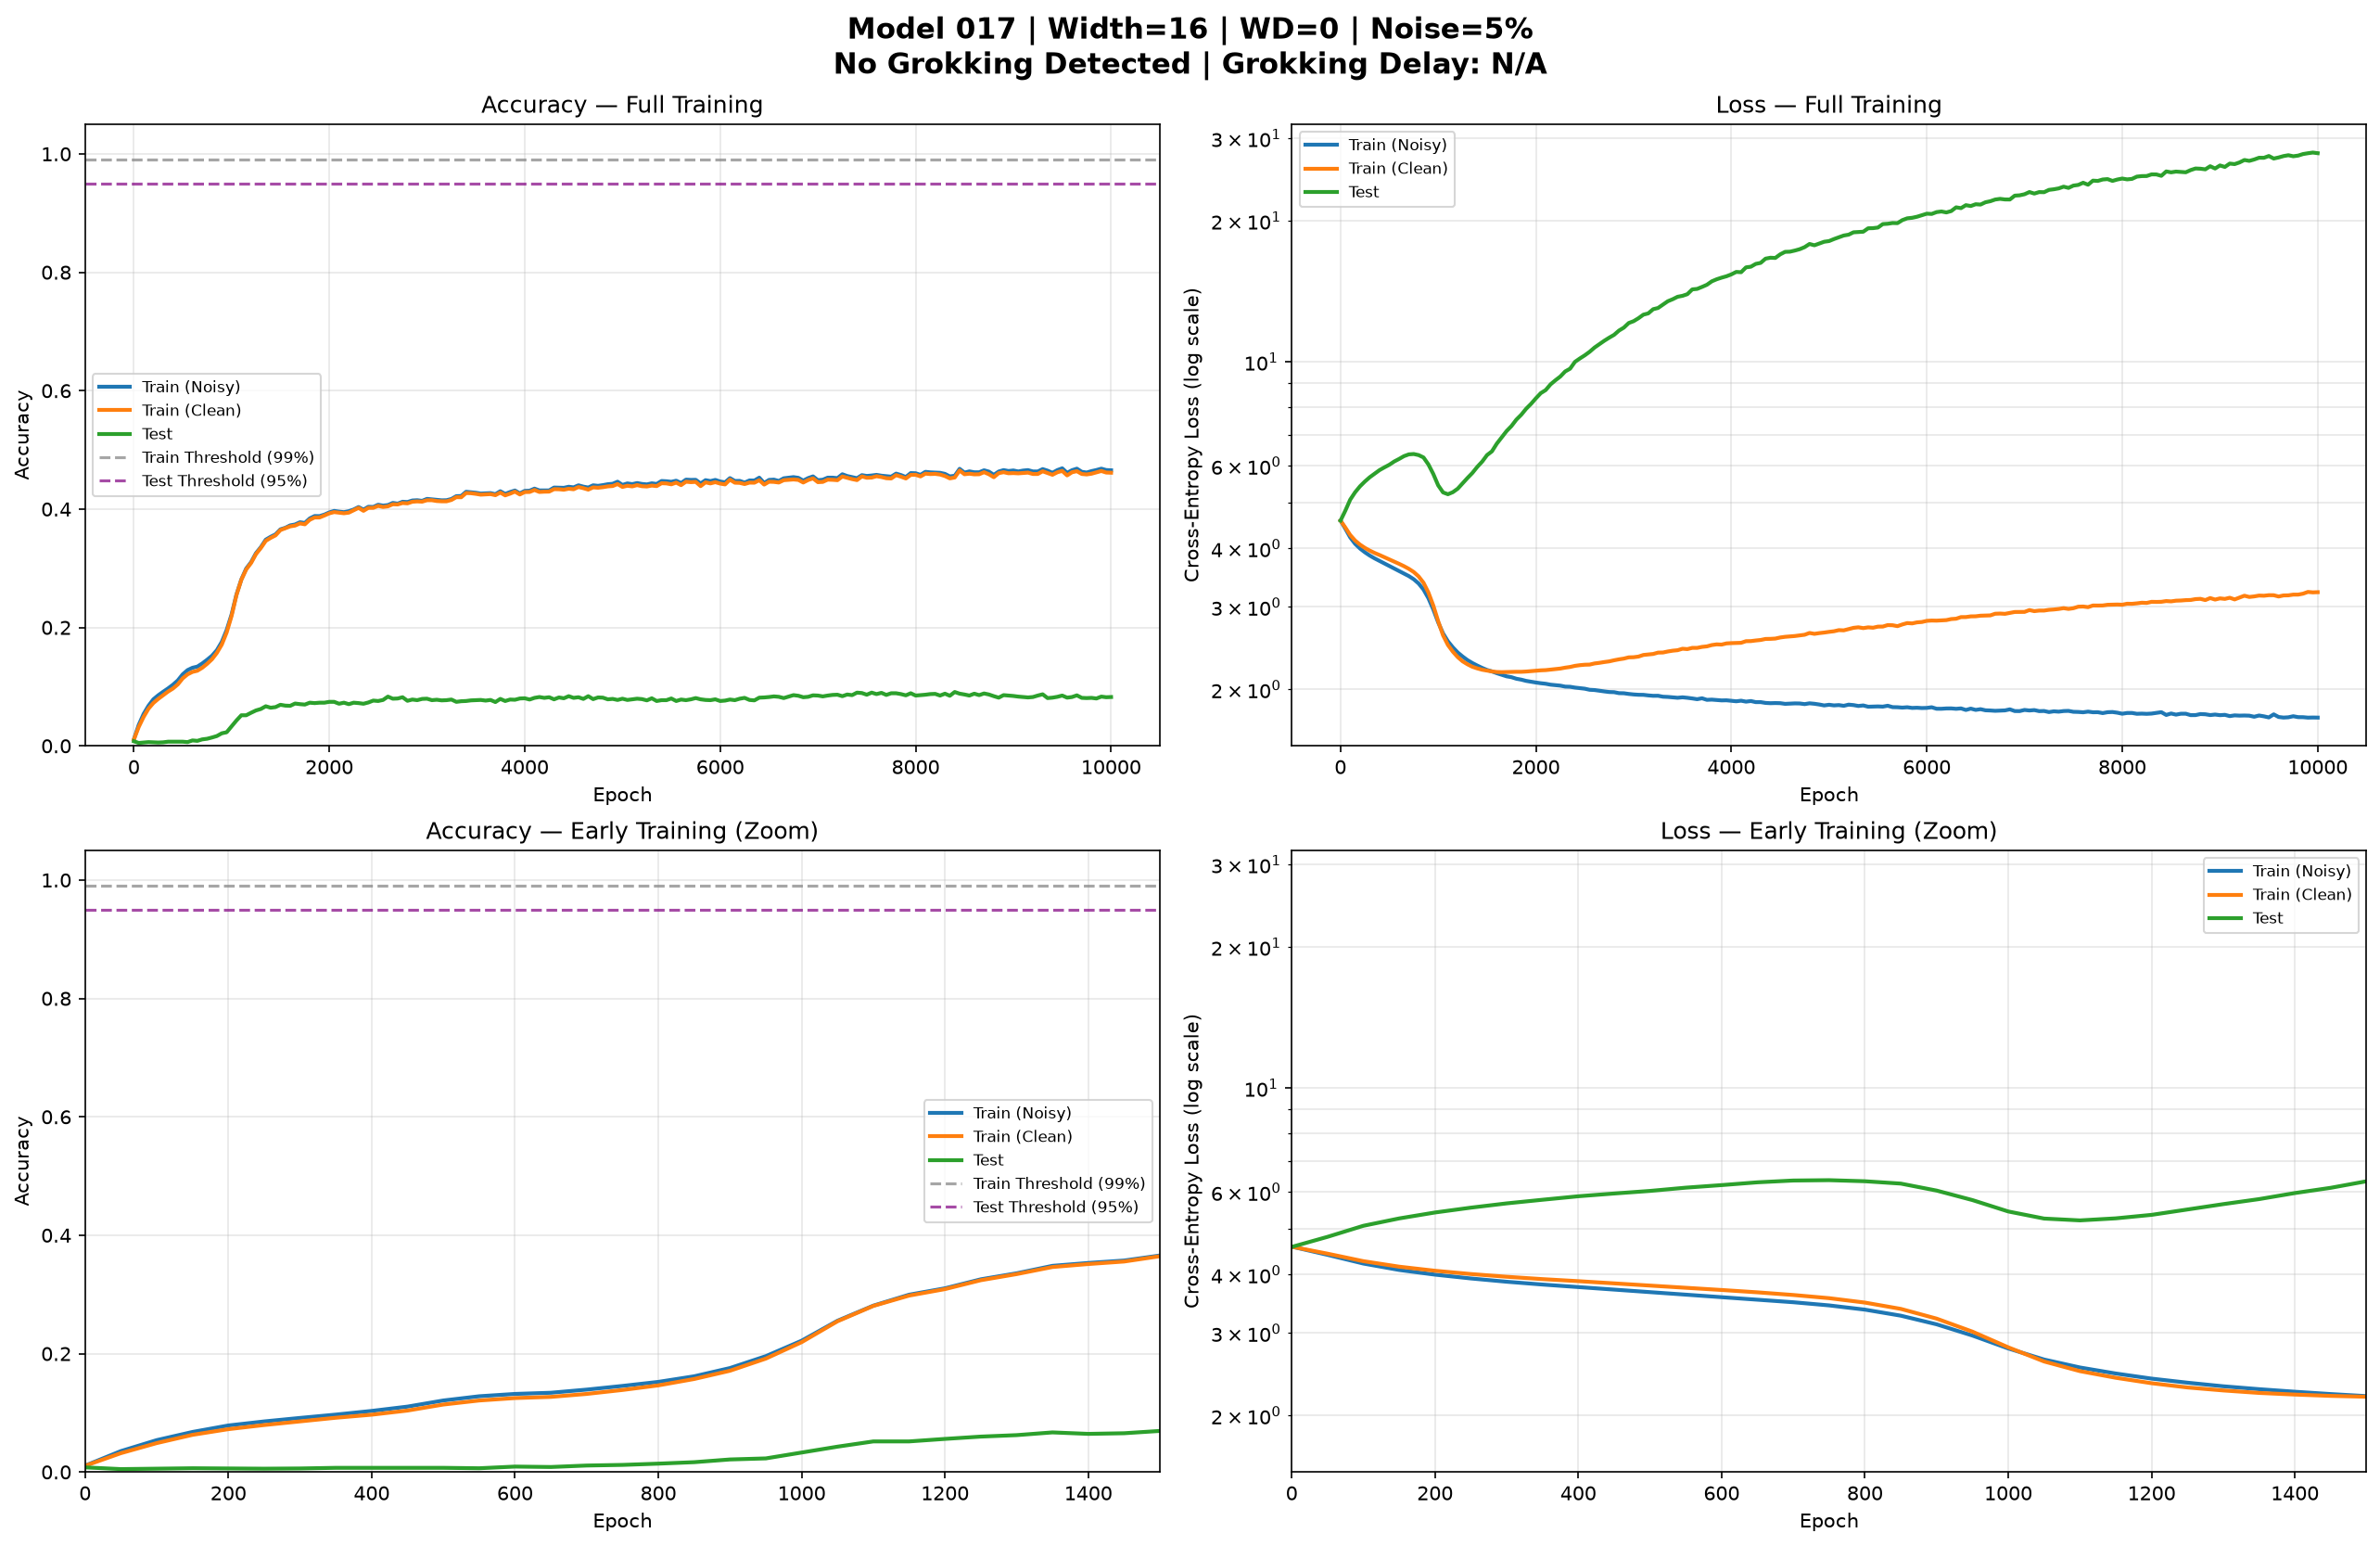 Model 017 | Width=16 | WD=0 | Noise=5%
No Grokking Detected | Grokking Delay: N/A
Accuracy — Full Training
1.0
0.8
0.6
0.4
0.2
0.0
Accuracy
Train (Noisy)
Train (Clean)
Test
Train Threshold (99%)
Test Threshold (95%)
0 2000 4000 6000 8000 10000
Epoch
Loss — Full Training
3 × 10¹
2 × 10¹
10¹
6 × 10⁰
4 × 10⁰
3 × 10⁰
2 × 10⁰
Cross-Entropy Loss (log scale)
Train (Noisy)
Train (Clean)
Test
0 2000 4000 6000 8000 10000
Epoch
Accuracy — Early Training (Zoom)
1.0
0.8
0.6
0.4
0.2
0.0
Accuracy
Train (Noisy)
Train (Clean)
Test
Train Threshold (99%)
Test Threshold (95%)
0 200 400 600 800 1000 1200 1400
Epoch
Loss — Early Training (Zoom)
3 × 10¹
2 × 10¹
10¹
6 × 10⁰
4 × 10⁰
3 × 10⁰
2 × 10⁰
Cross-Entropy Loss (log scale)
Train (Noisy)
Train (Clean)
Test
0 200 400 600 800 1000 1200 1400
Epoch